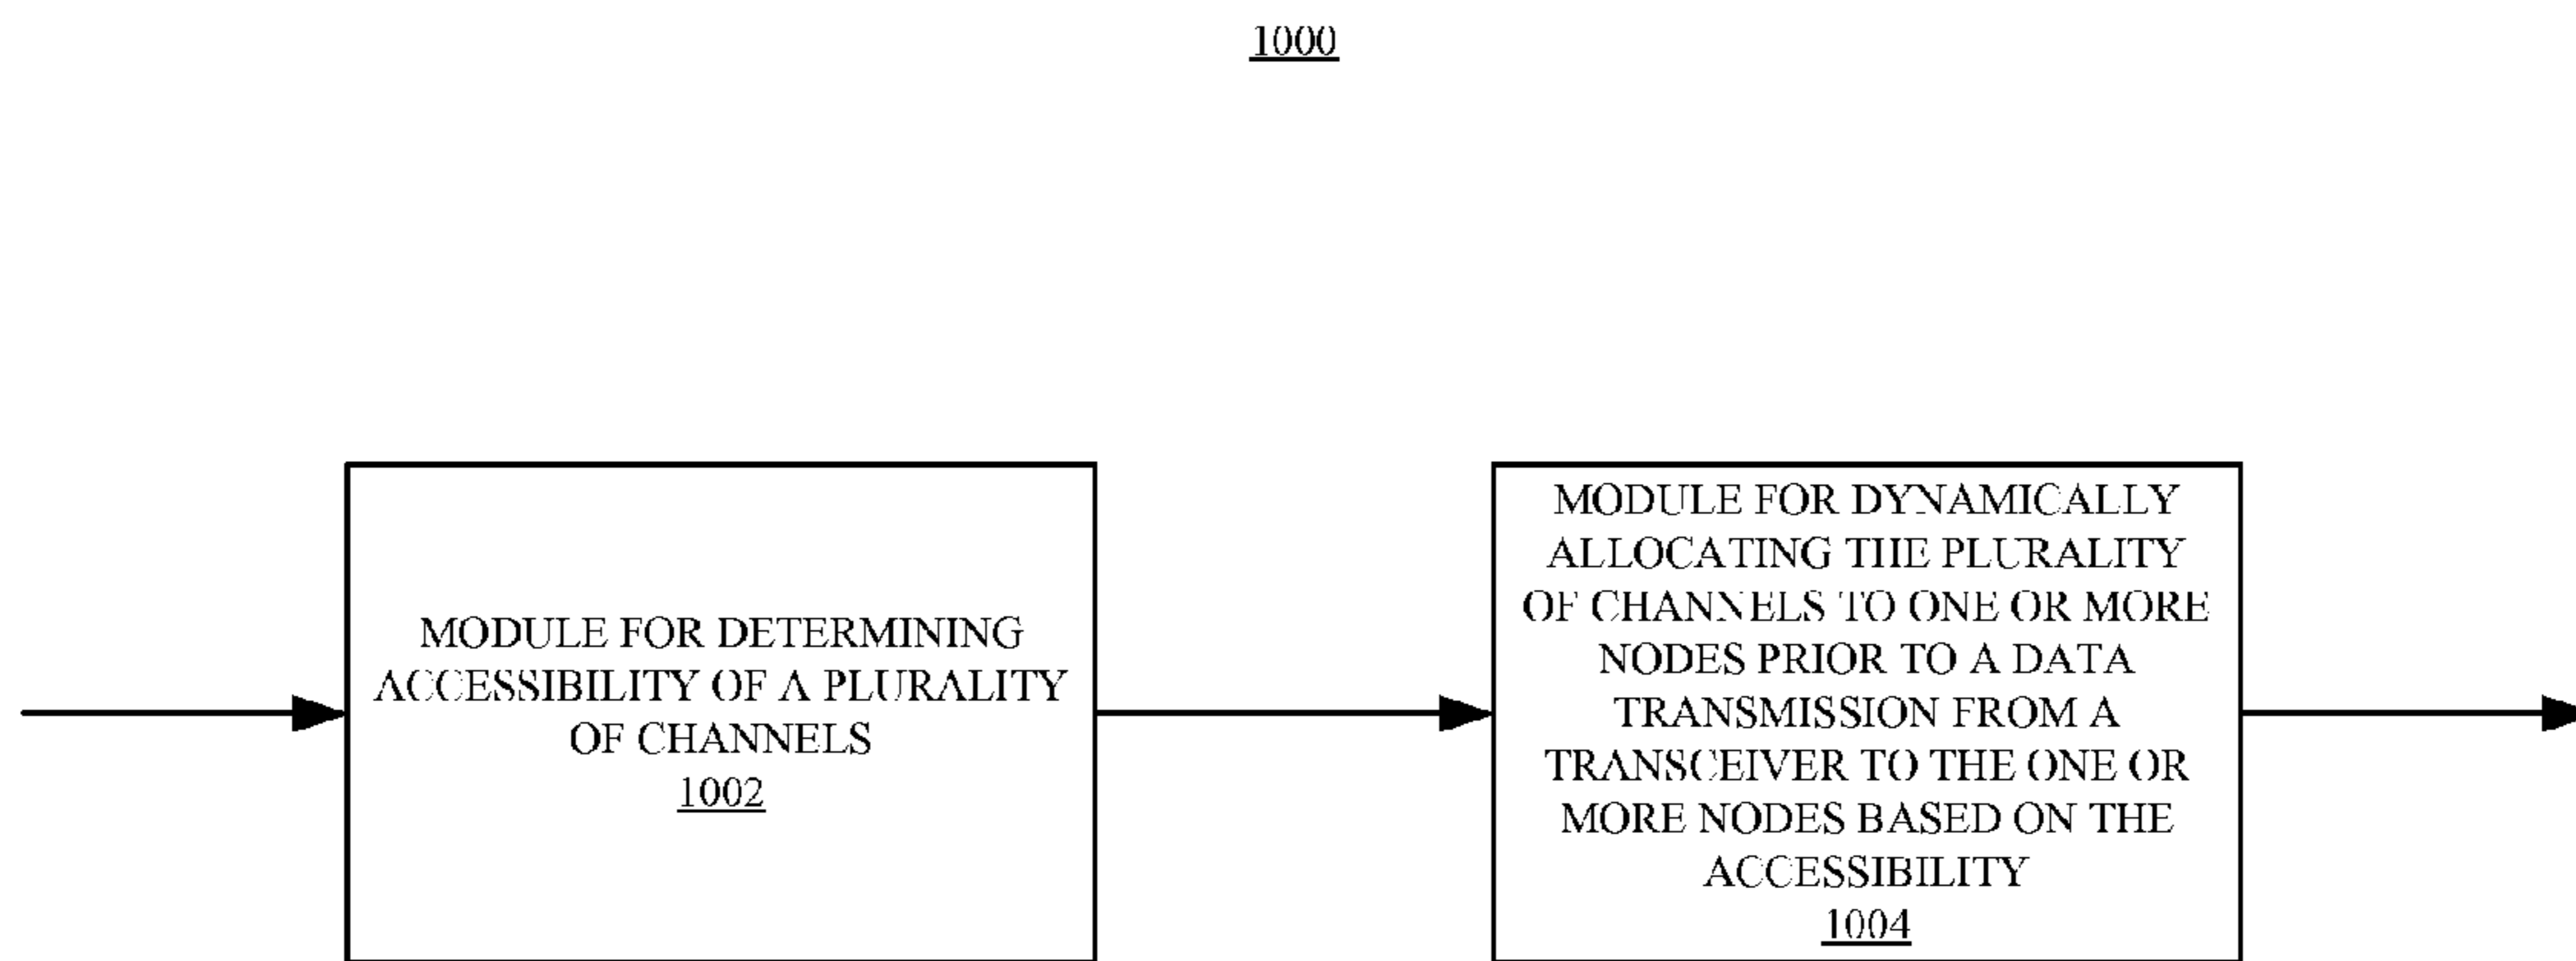 1000
MODULE FOR DETERMINING
ACCESSIBILITY OF A PLURALITY
OF CHANNELS
1002
MODULE FOR DYNAMICALLY
ALLOCATING THE PLURALITY
OF CHANNELS TO ONE OR MORE
NODES PRIOR TO A DATA
TRANSMISSION FROM A
TRANSCEIVER TO THE ONE OR
MORE NODES BASED ON THE
ACCESSIBILITY
1004